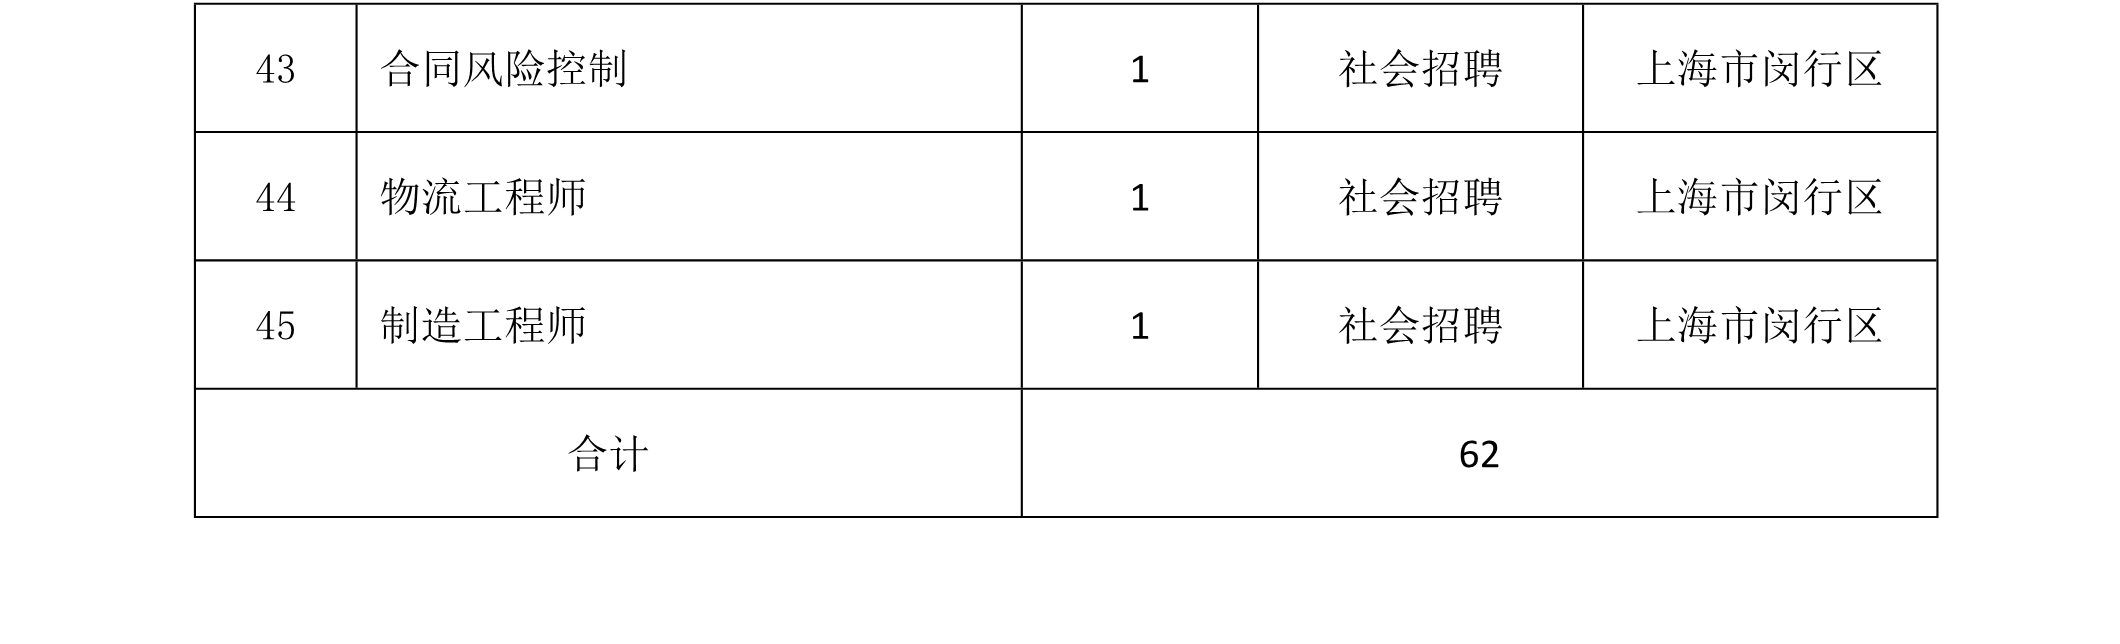 43 合同风险控制 1 社会招聘 上海市闵行区
44 物流工程师 1 社会招聘 上海市闵行区
45 制造工程师 1 社会招聘 上海市闵行区
合计 62